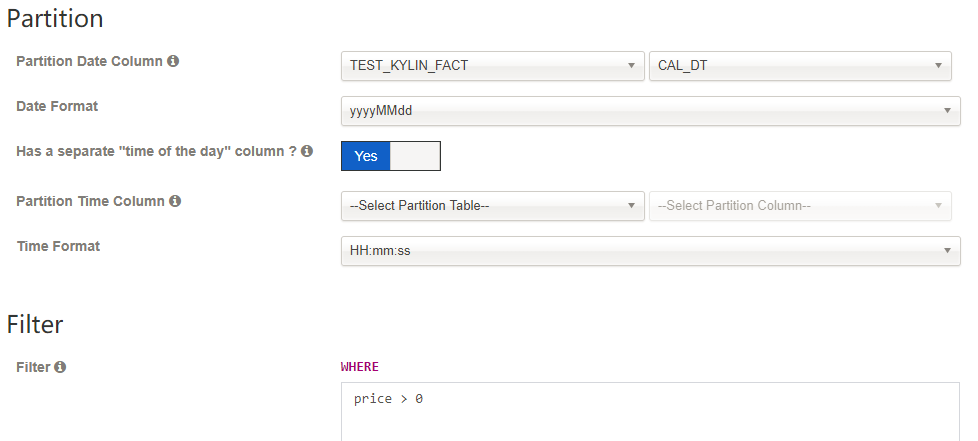 Partition
Partition Date Column TEST_KYLIN_FACT CAL_DT
Date Format yyyyMMdd
Has a separate "time of the day" column ? Yes
Partition Time Column --Select Partition Table-- --Select Partition Column--
Time Format HH:mm:ss
Filter
Filter WHERE
price > 0